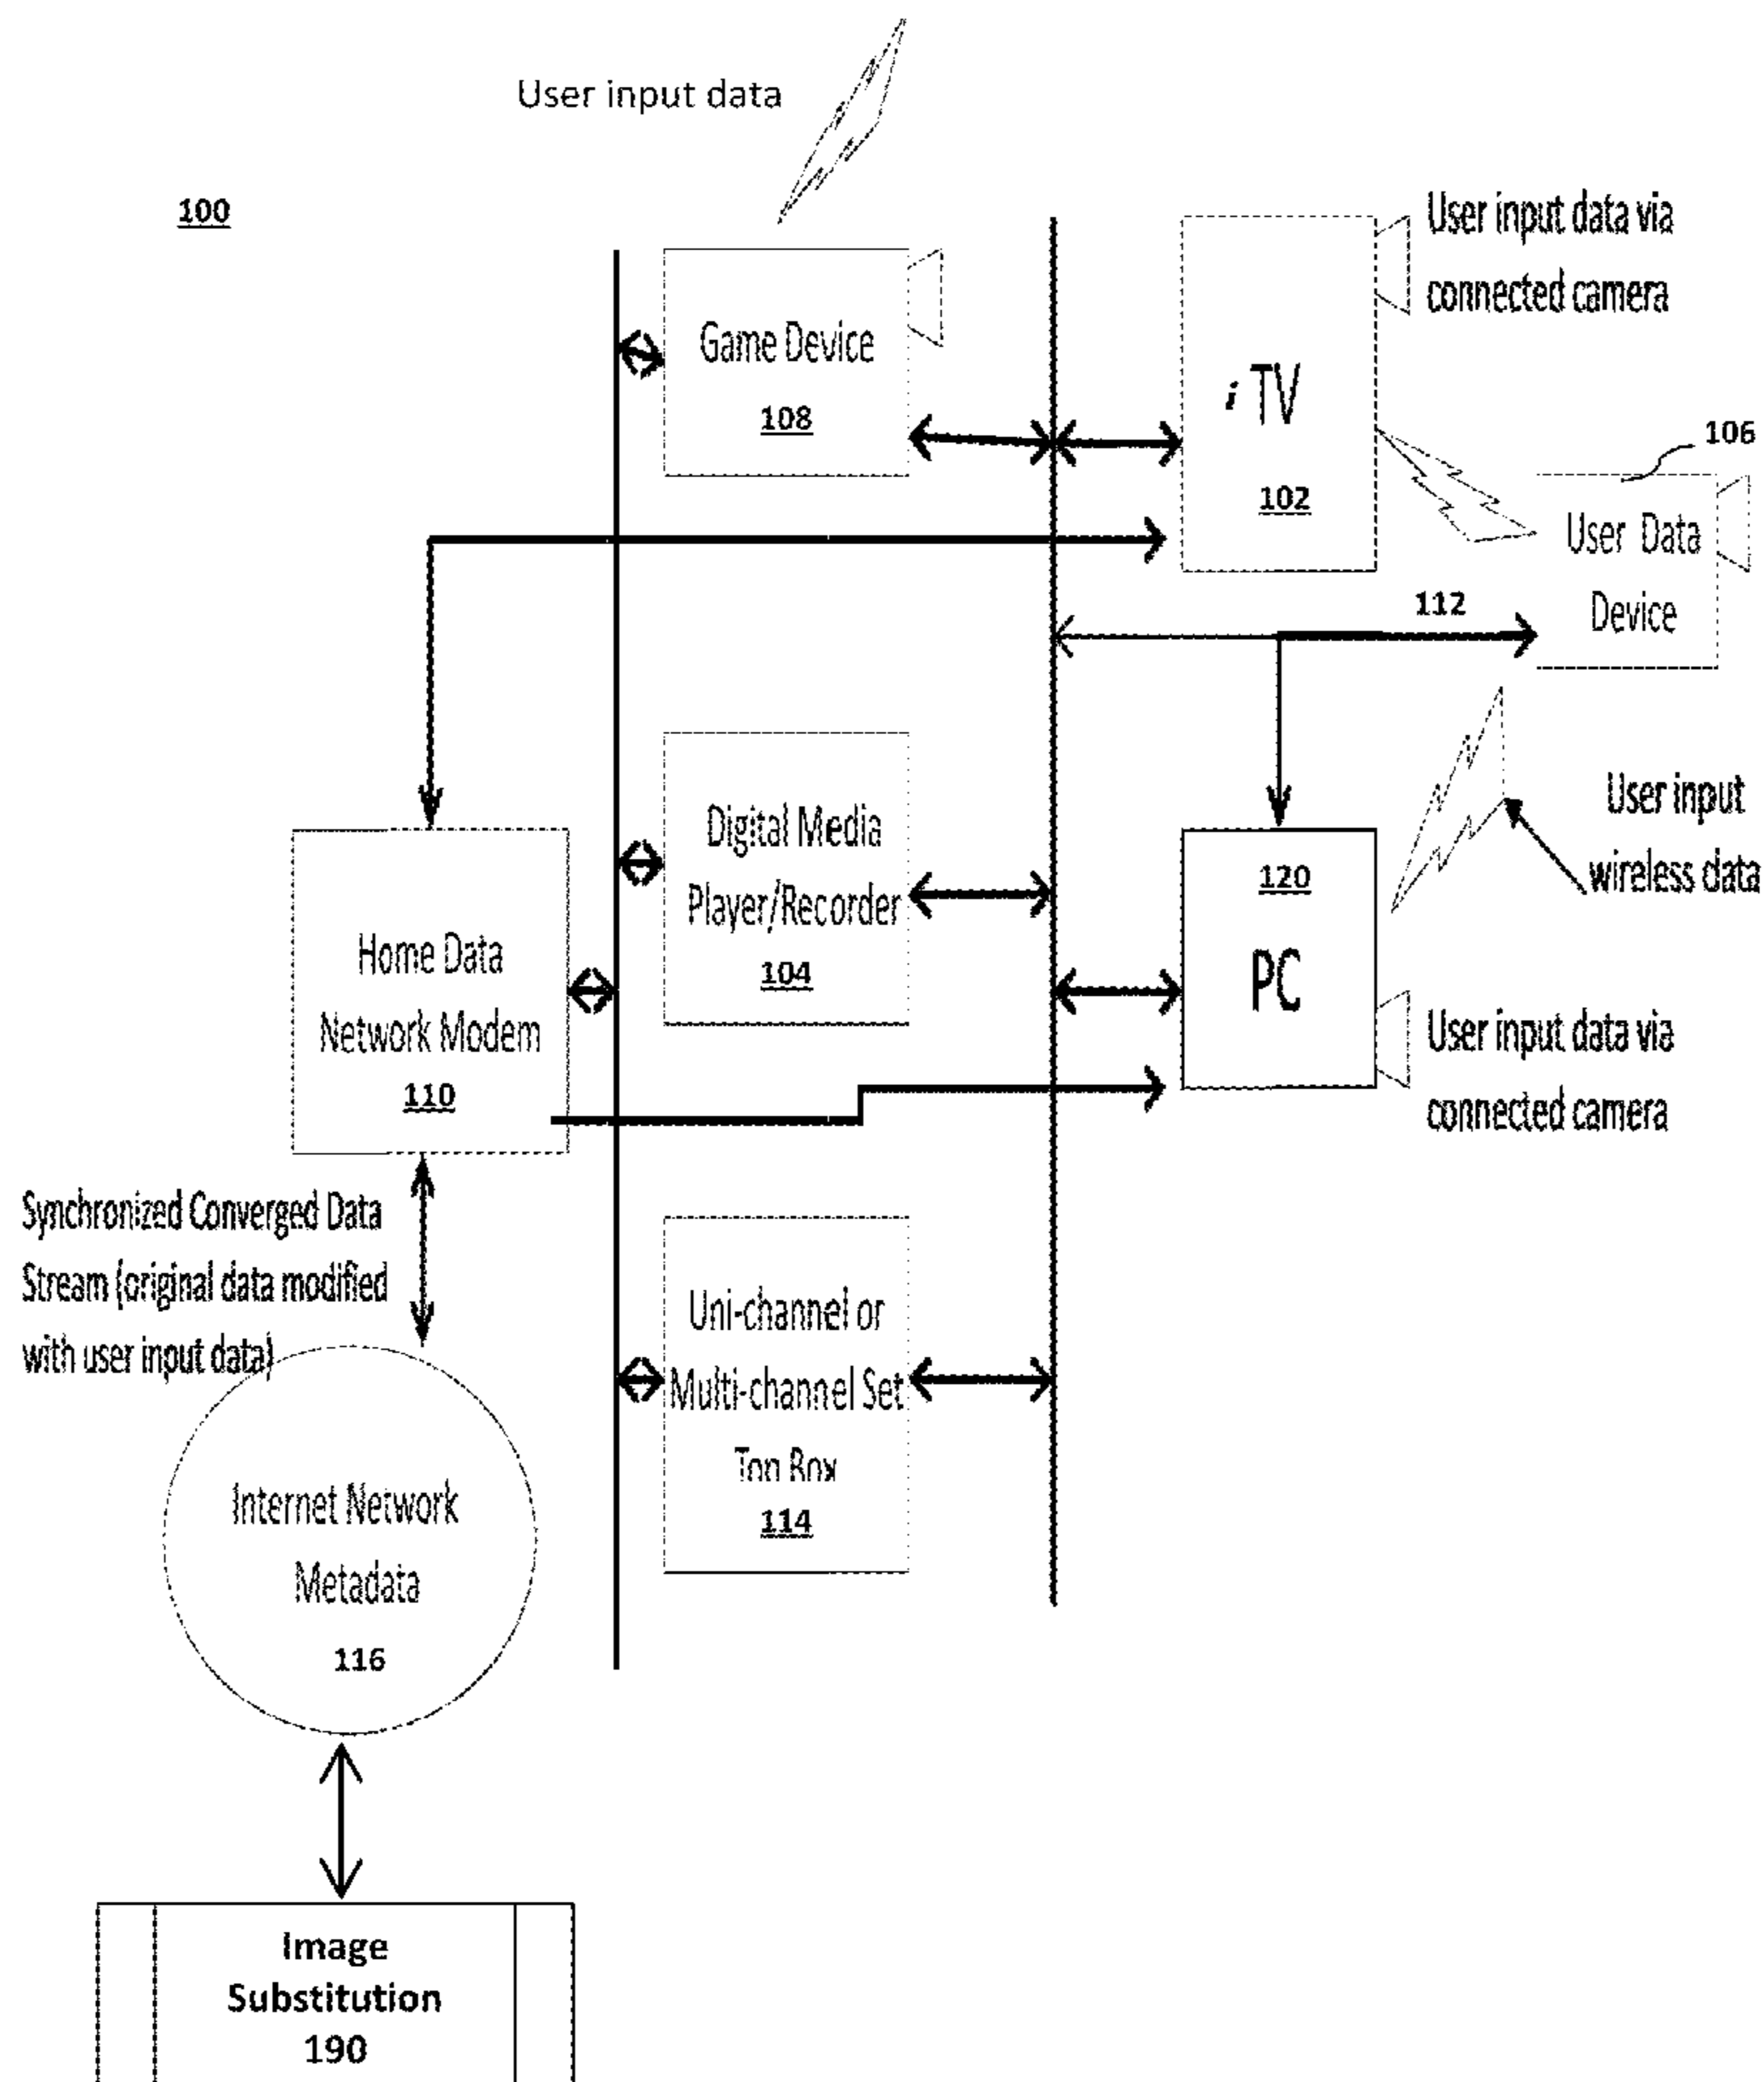 User input data
100
User input data via
connected camera
Game Device
108
i TV
102
106
User Data
Device
112
User input
wireless data
Digital Media
Player/Recorder
104
120
PC
Home Data
Network Modem
110
User input data via
connected camera
Synchronized Converged Data
Stream (original data modified
with user input data)
Uni-channel or
Multi-channel Set
Top Box
114
Internet Network
Metadata
116
Image
Substitution
190